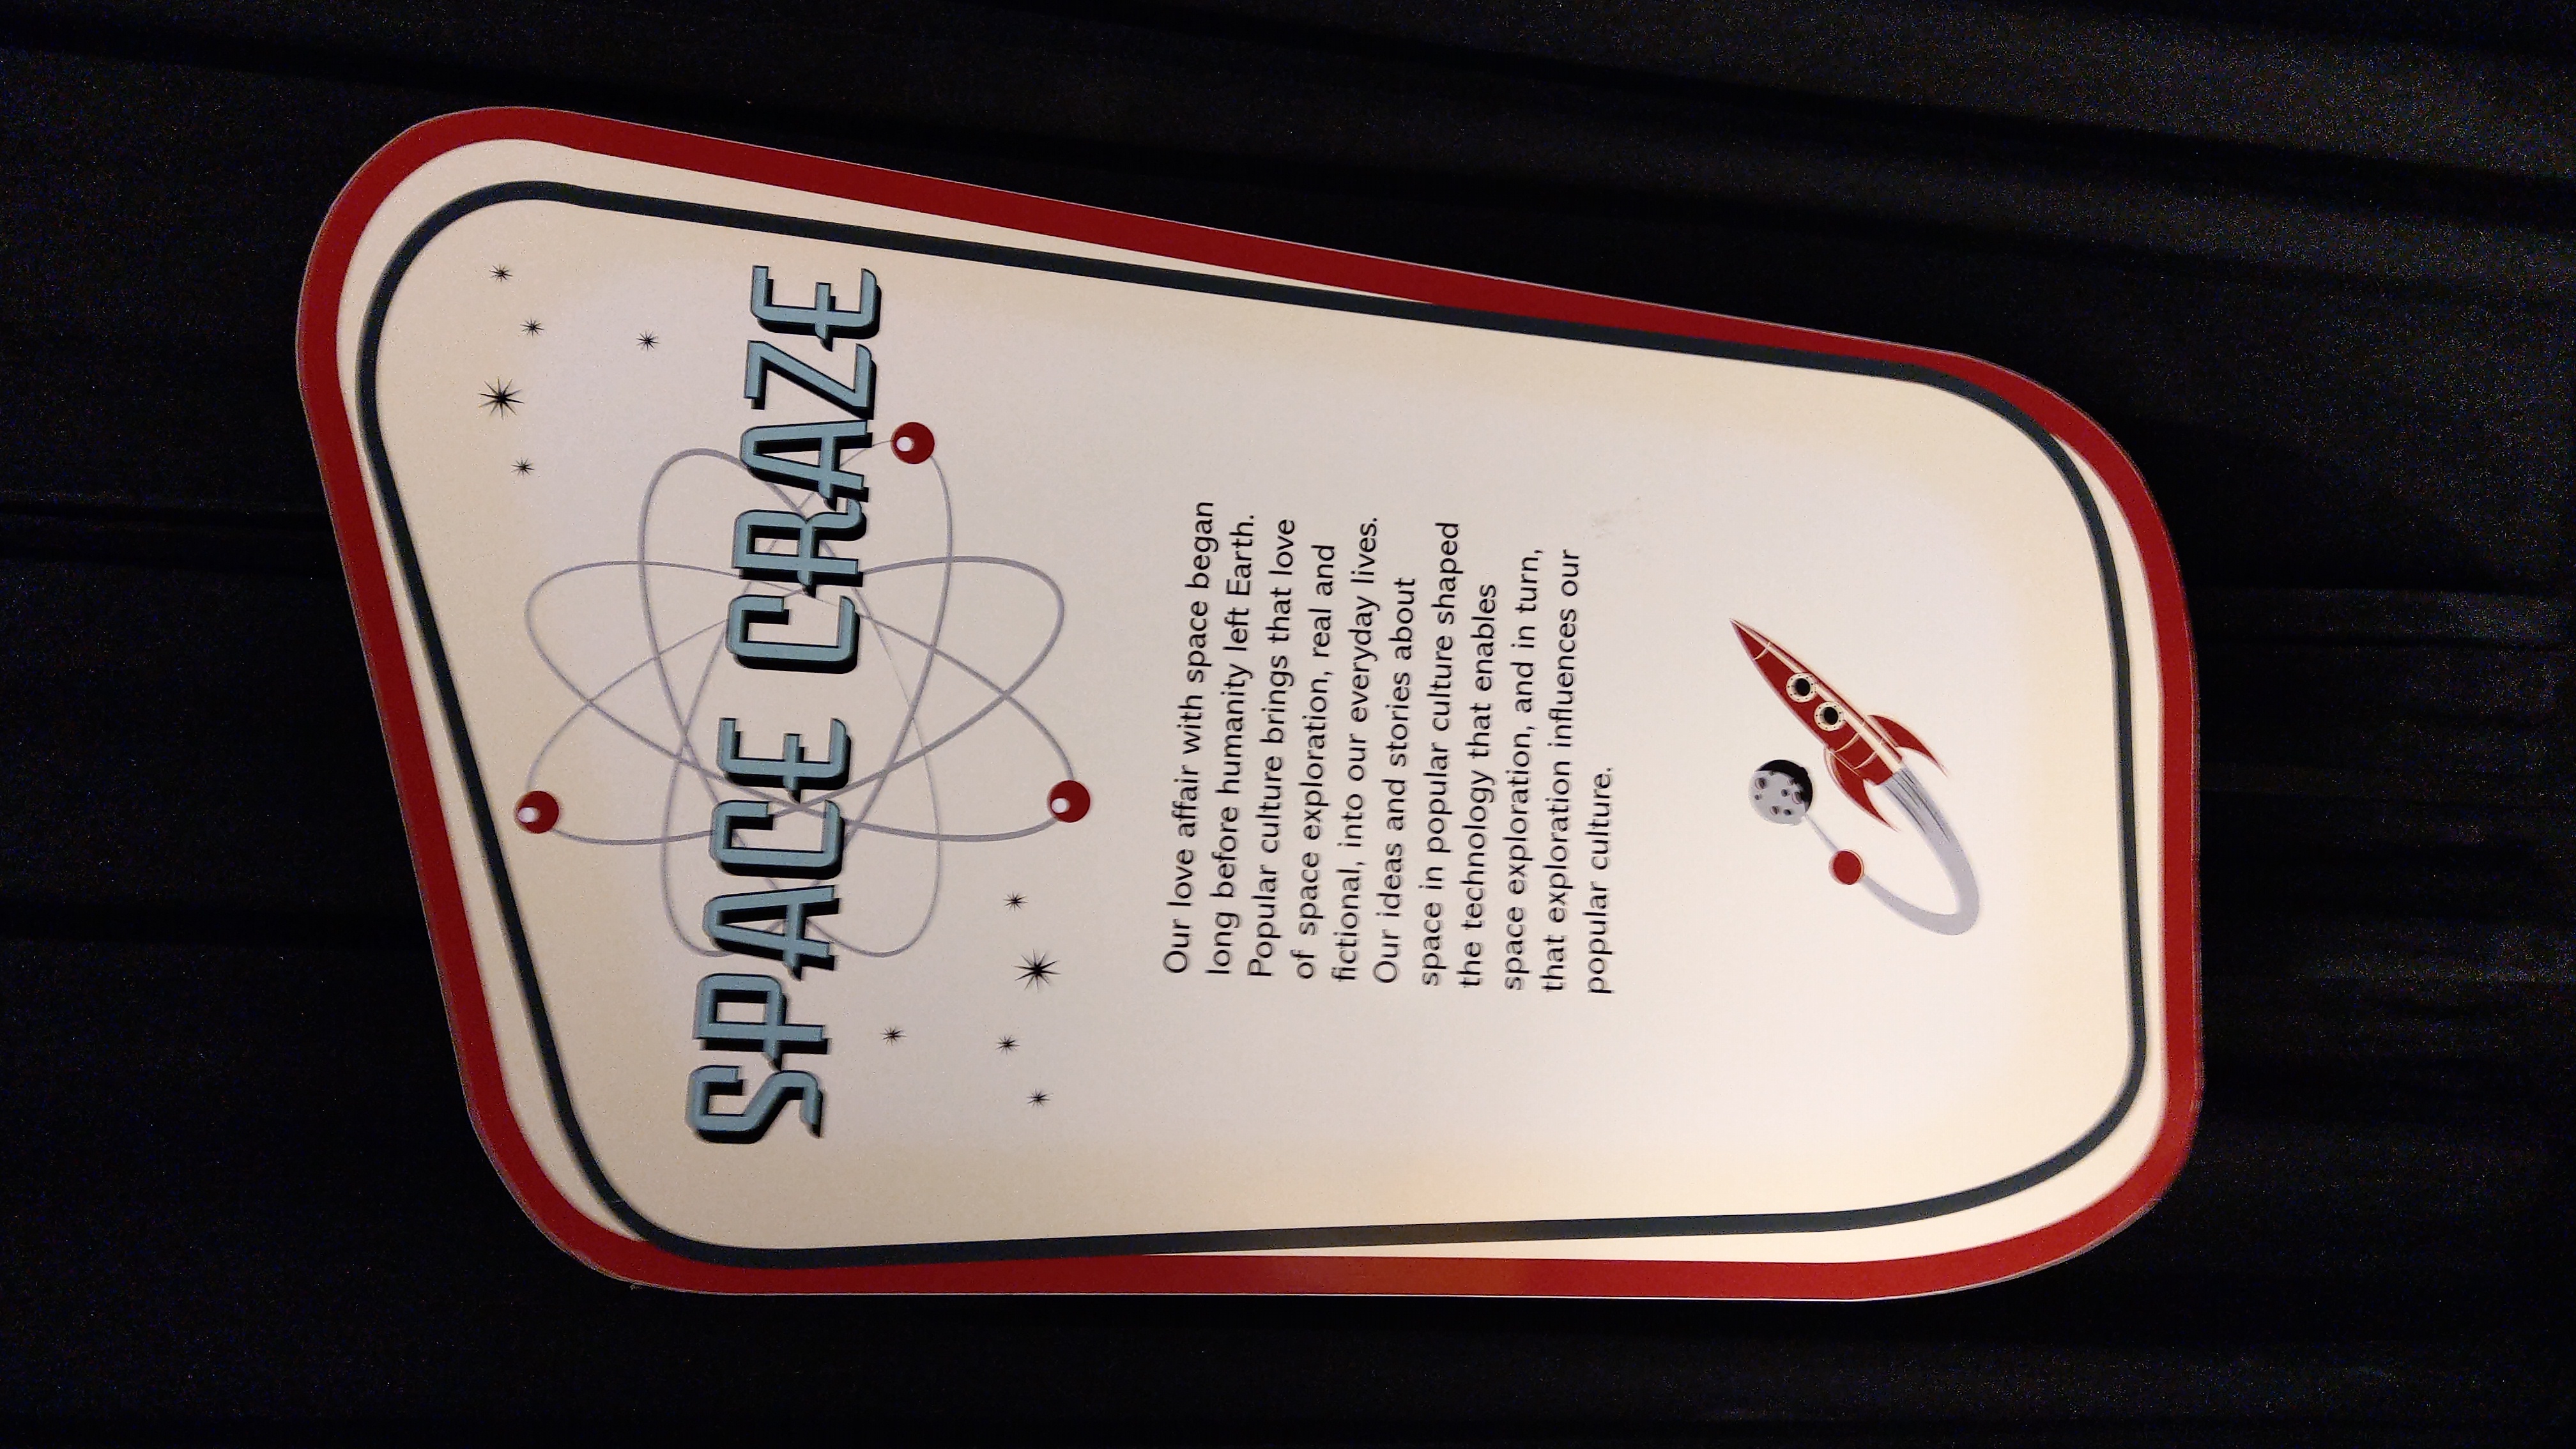 SPACE CRAZE
Our love affair with space began
long before humanity left Earth.
Popular culture brings that love
of space exploration, real and
fictional, into our everyday lives.
Our ideas and stories about
space in popular culture shaped
the technology that enables
space exploration, and in turn,
that exploration influences our
popular culture.